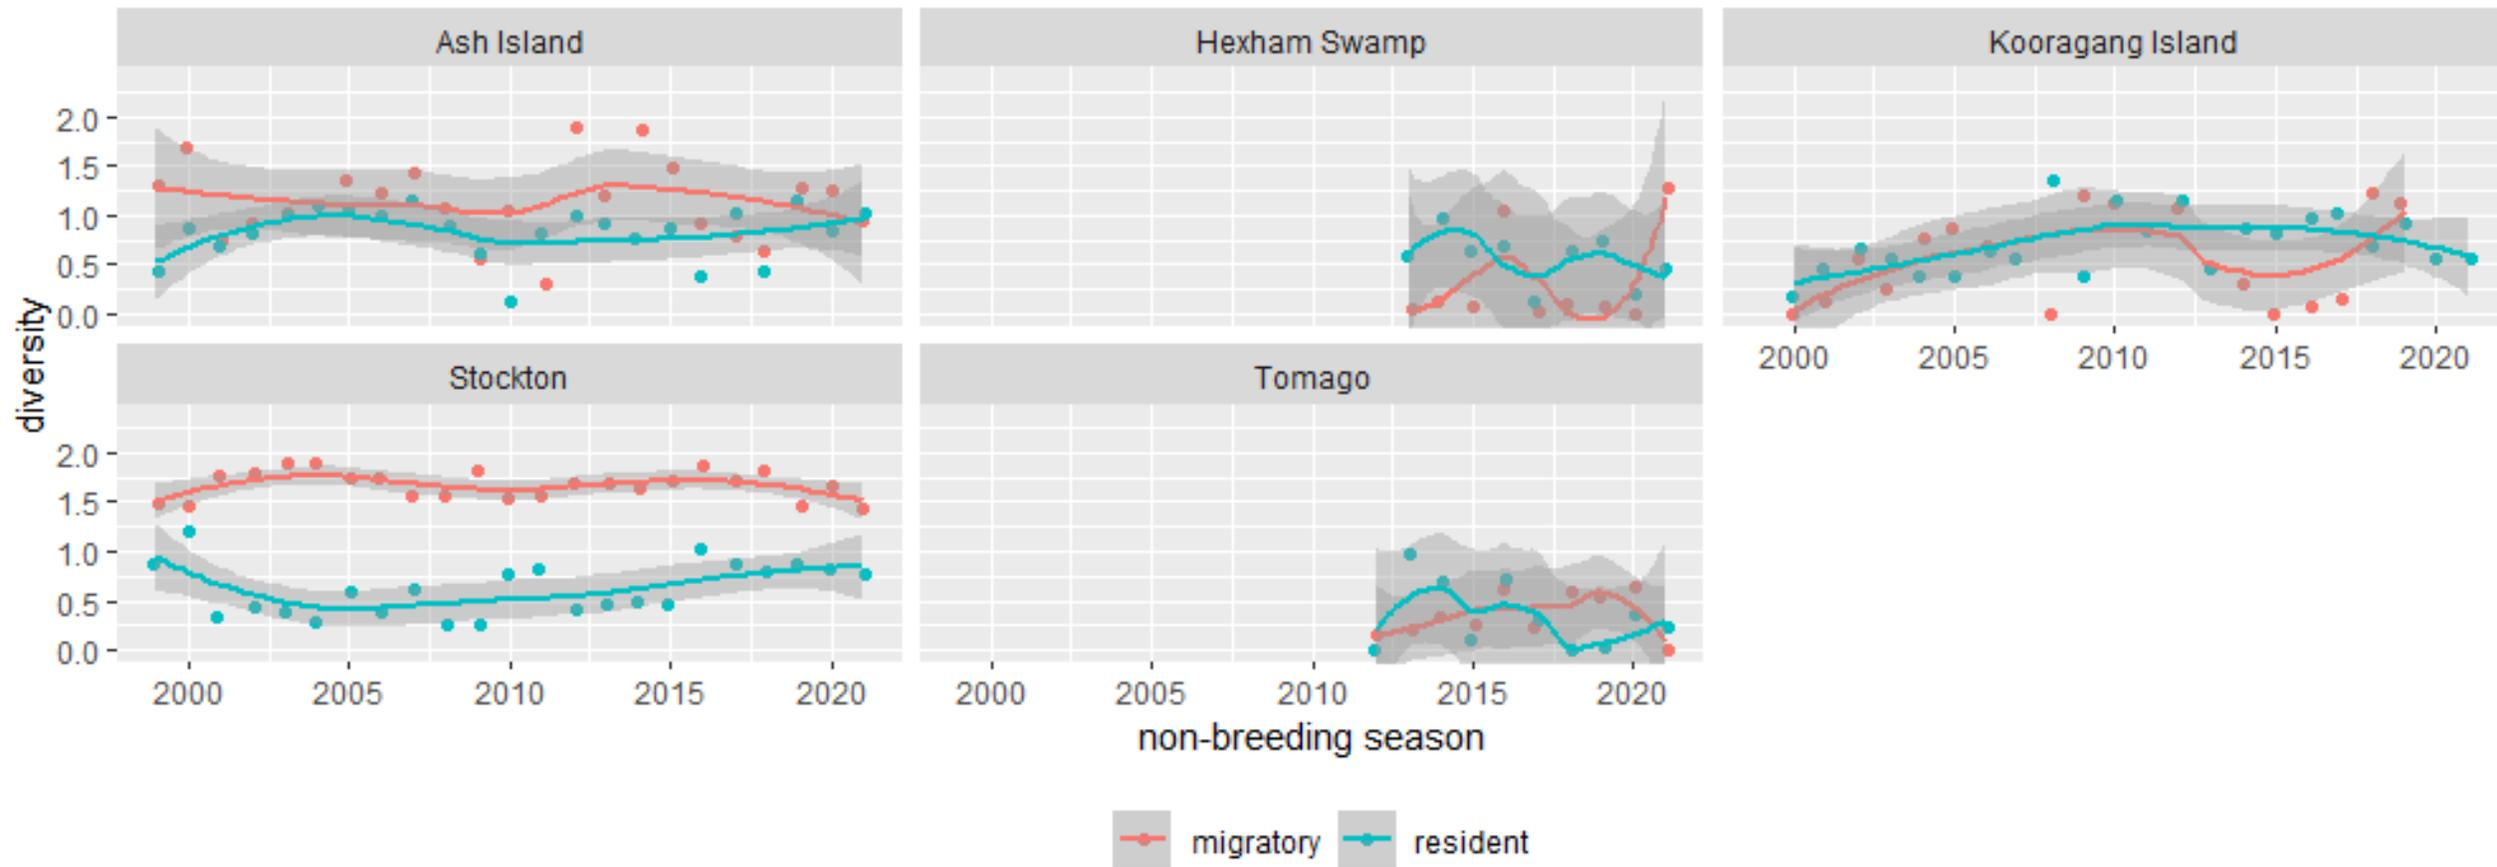 Ash Island
Hexham Swamp
Kooragang Island
2.0
1.5
1.0
0.5
0.0
2000 2005 2010 2015 2020
Stockton
Tomago
2.0
1.5
1.0
0.5
0.0
2000 2005 2010 2015 2020
2000 2005 2010 2015 2020
diversity
non-breeding season
migratory
resident